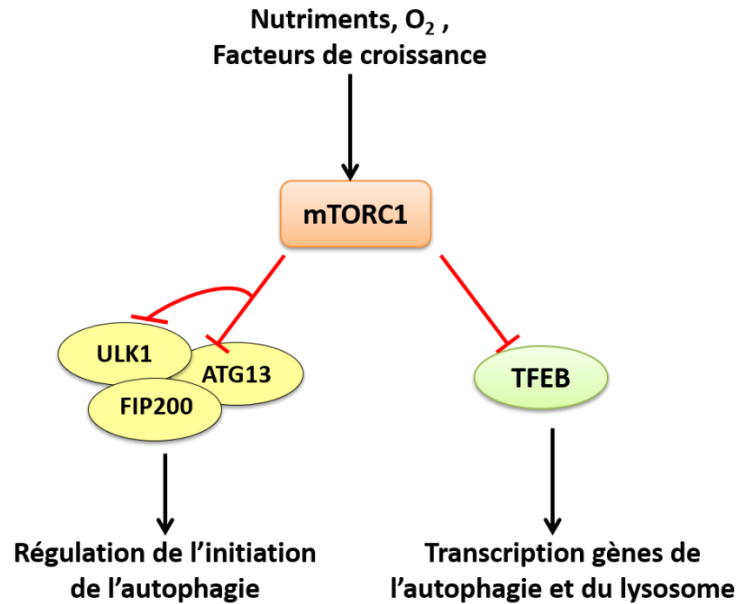 Nutriments, O₂ ,
Facteurs de croissance
mTORC1
ULK1
ATG13
FIP200
TFEB
Régulation de l'initiation
de l'autophagie
Transcription gènes de
l'autophagie et du lysosome